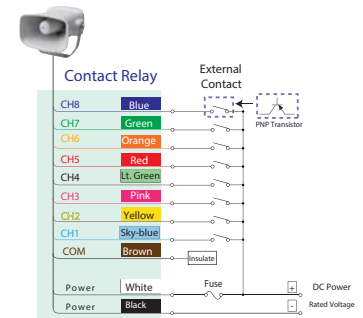 Contact Relay
External
Contact
PNP Transistor
CH8 Blue
CH7 Green
CH6 Orange
CH5 Red
CH4 Lt. Green
CH3 Pink
CH2 Yellow
CH1 Sky-blue
COM Brown
Insulate
Power White Fuse + DC Power
Power Black - Rated Voltage